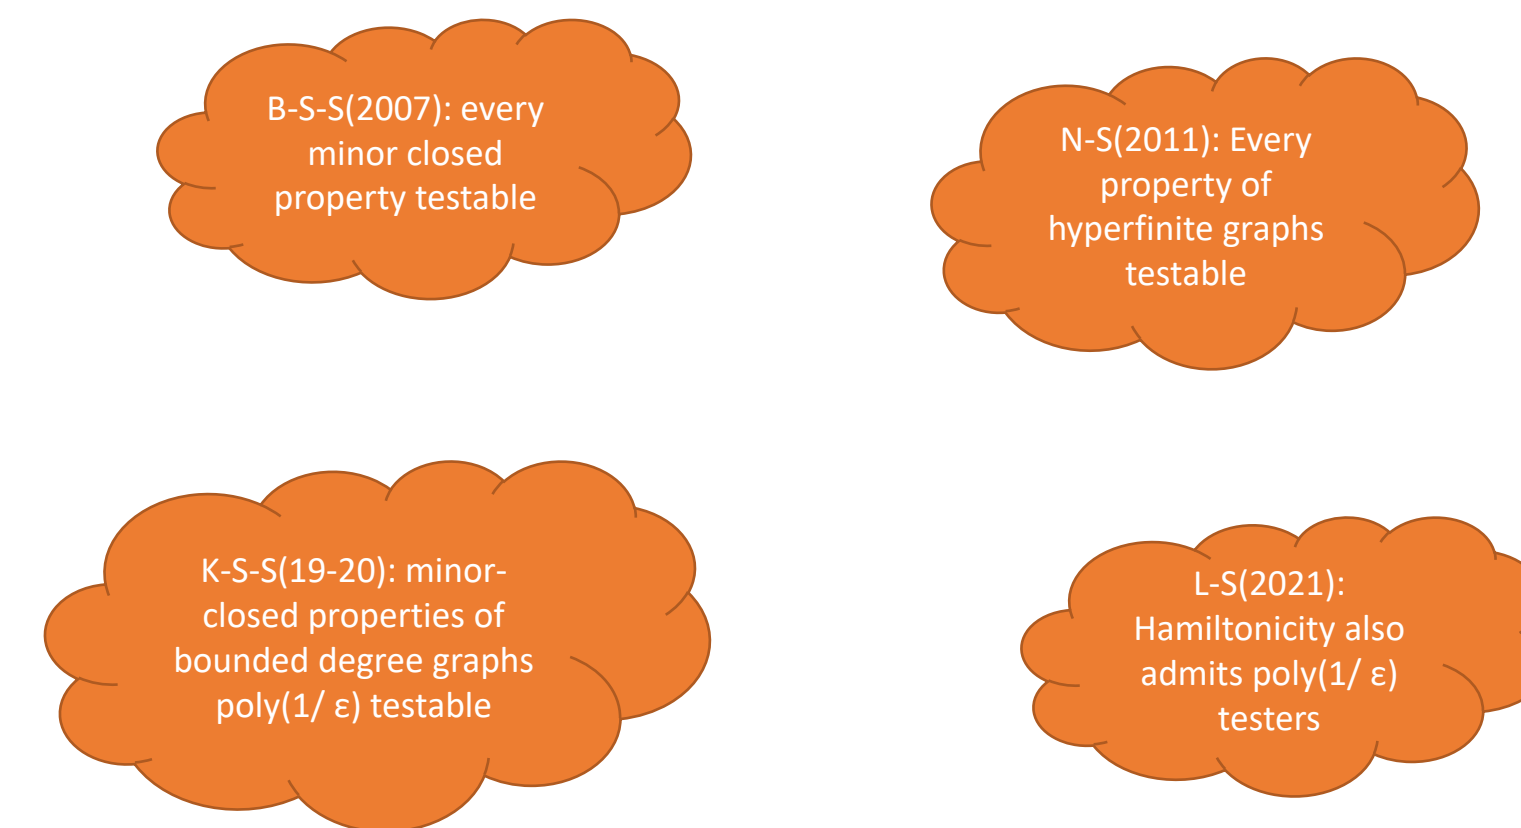 B-S-S(2007): every
minor closed
property testable
N-S(2011): Every
property of
hyperfinite graphs
testable
K-S-S(19-20): minor-
closed properties of
bounded degree graphs
poly(1/ ε) testable
L-S(2021):
Hamiltonicity also
admits poly(1/ ε)
testers